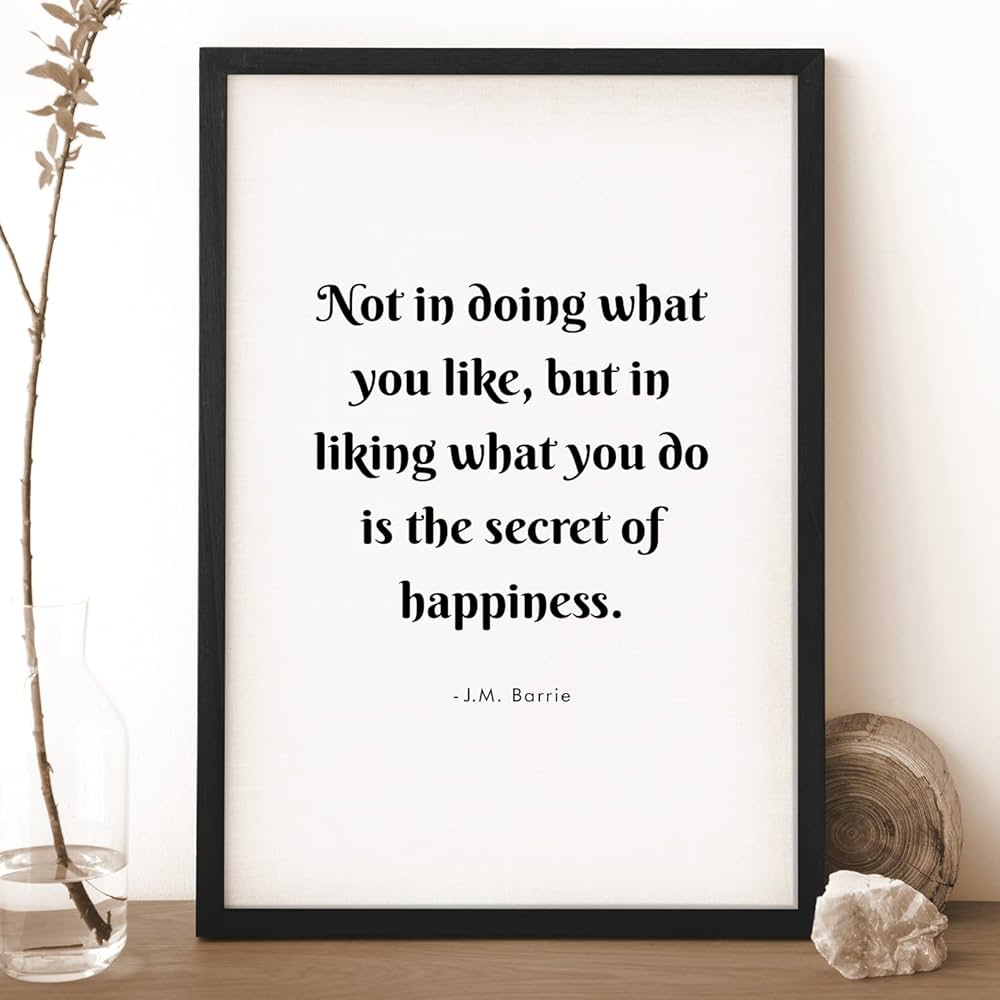 Not in doing what
you like, but in
liking what you do
is the secret of
happiness.
-J.M. Barrie